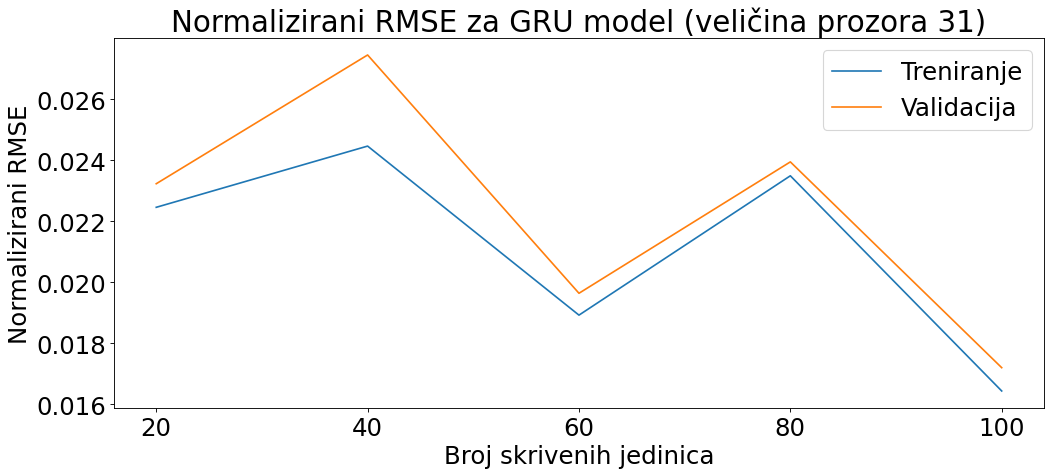 Normalizirani RMSE za GRU model (veličina prozora 31)
Treniranje
Validacija
Normalizirani RMSE
0.026
0.024
0.022
0.020
0.018
0.016
20 40 60 80 100
Broj skrivenih jedinica